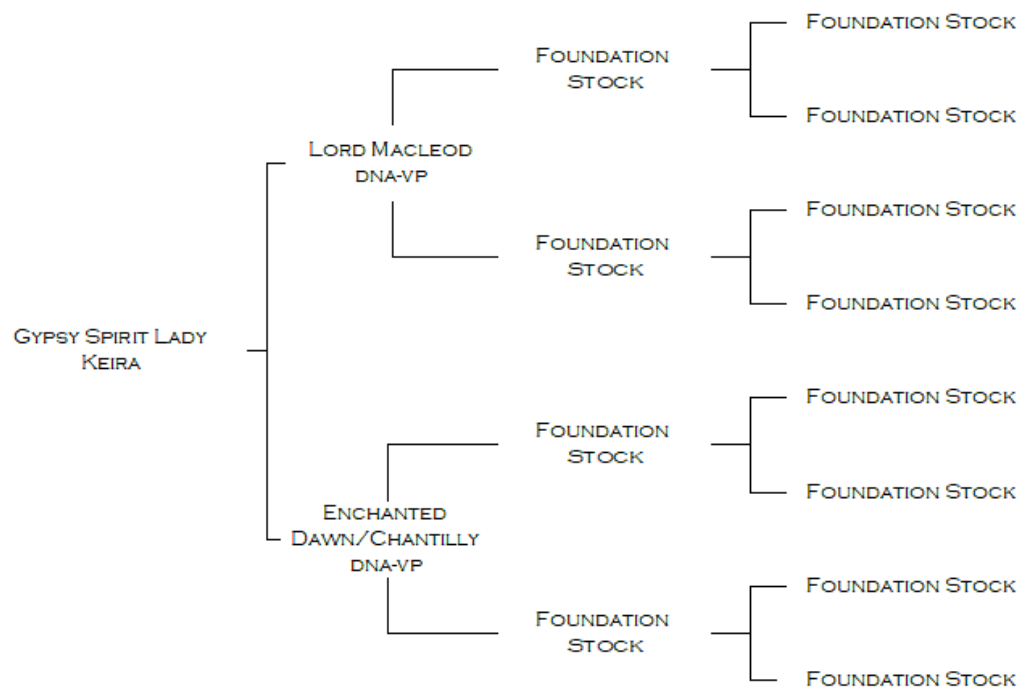 Foundation Stock
Foundation
Stock
Foundation Stock
Lord Macleod
DNA-VP
Foundation Stock
Foundation
Stock
Foundation Stock
Gypsy Spirit Lady
Keira
Foundation Stock
Foundation
Stock
Foundation Stock
Enchanted
Dawn/Chantilly
DNA-VP
Foundation Stock
Foundation
Stock
Foundation Stock